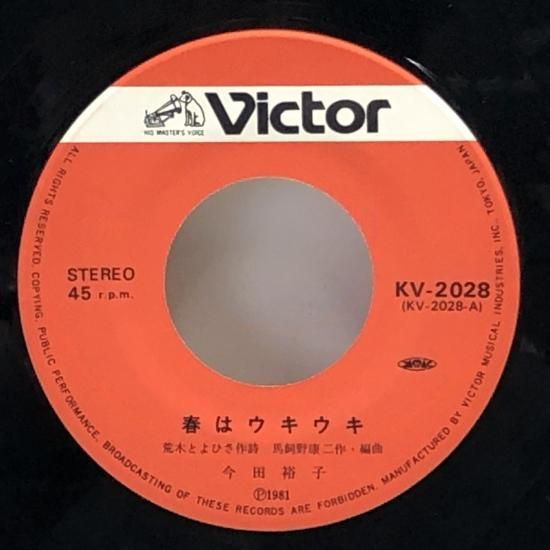 HIS MASTER'S VOICE
Victor
STEREO
45 r.p.m.
KV-2028
(KV-2028-A)
春はウキウキ
荒木とよひさ作詩 馬飼野康二作・編曲
今田裕子
Ⓟ1981
ALL RIGHTS RESERVED. COPYING, PUBLIC PERFORMANCE, BROADCASTING OF THESE RECORDS ARE FORBIDDEN. MANUFACTURED BY VICTOR MUSICAL INDUSTRIES, INC., TOKYO, JAPAN